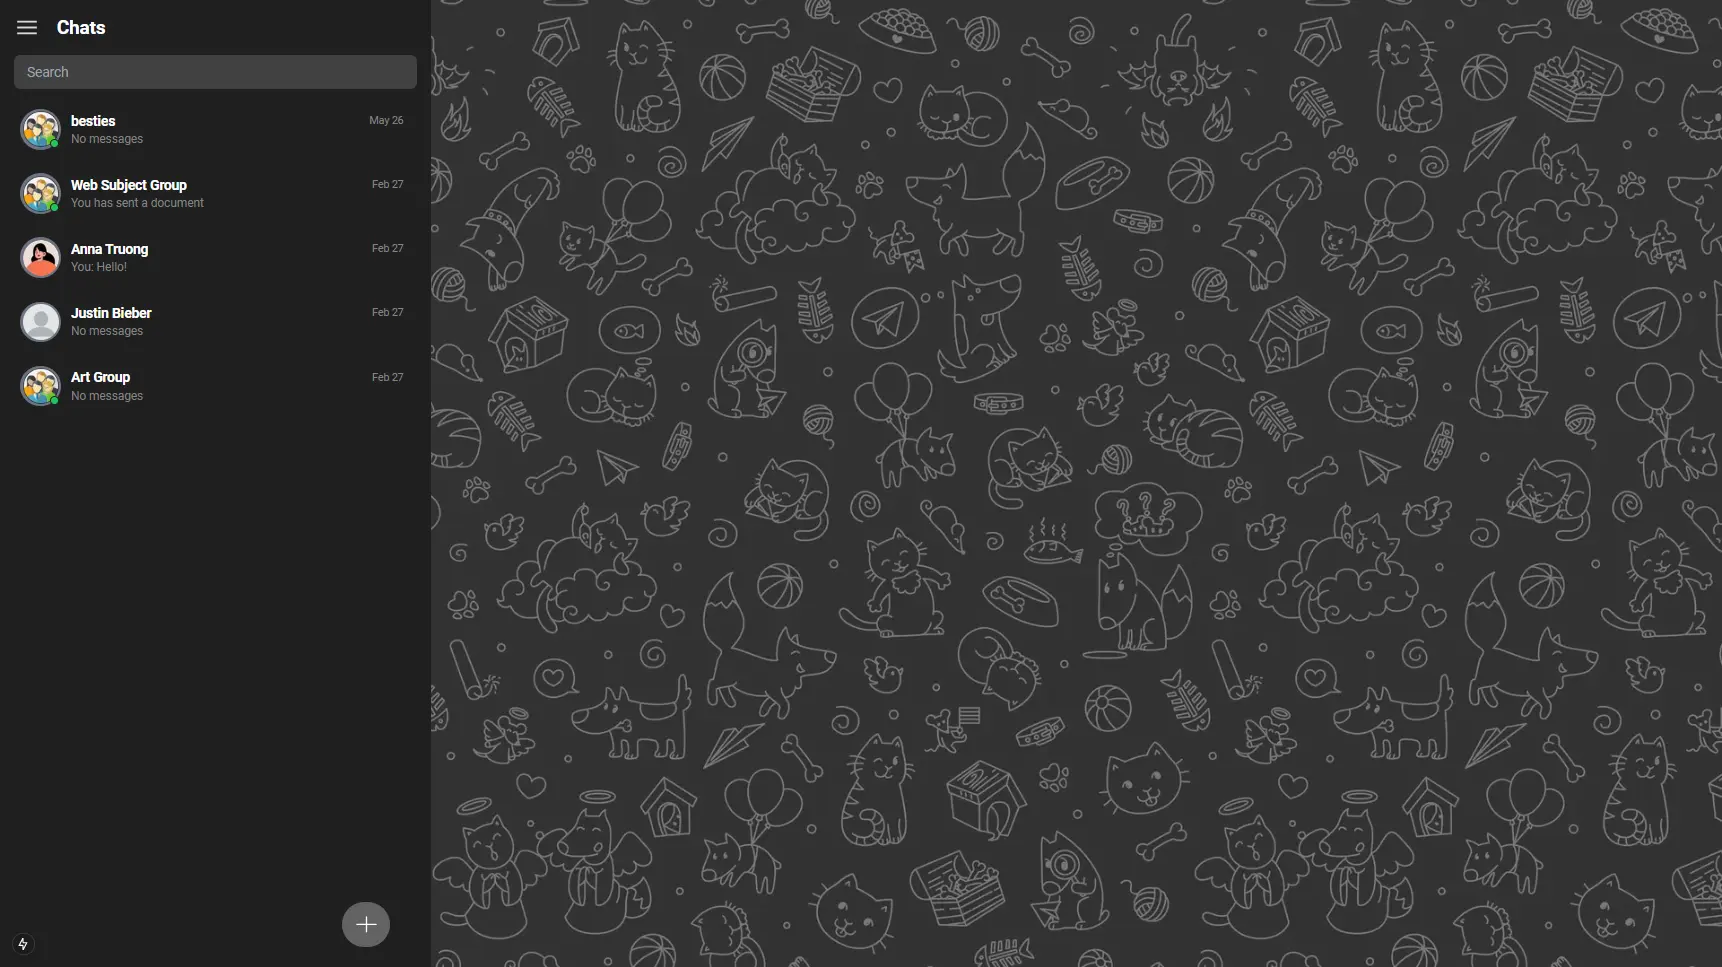 Chats
Search
besties
May 26
No messages
Web Subject Group
Feb 27
You has sent a document
Anna Truong
Feb 27
You: Hello!
Justin Bieber
Feb 27
No messages
Art Group
Feb 27
No messages